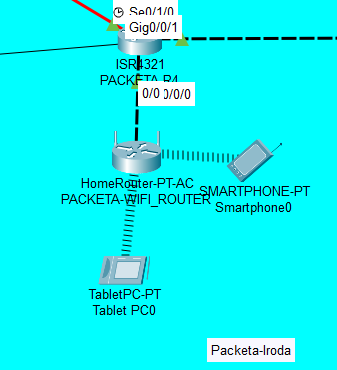 Se0/1/0
Gig0/0/1
ISR4321
PACKETA-R4
0/0
0/0/0
HomeRouter-PT-AC
PACKETA-WIFI_ROUTER
SMARTPHONE-PT
Smartphone0
TabletPC-PT
Tablet PC0
Packeta-Iroda